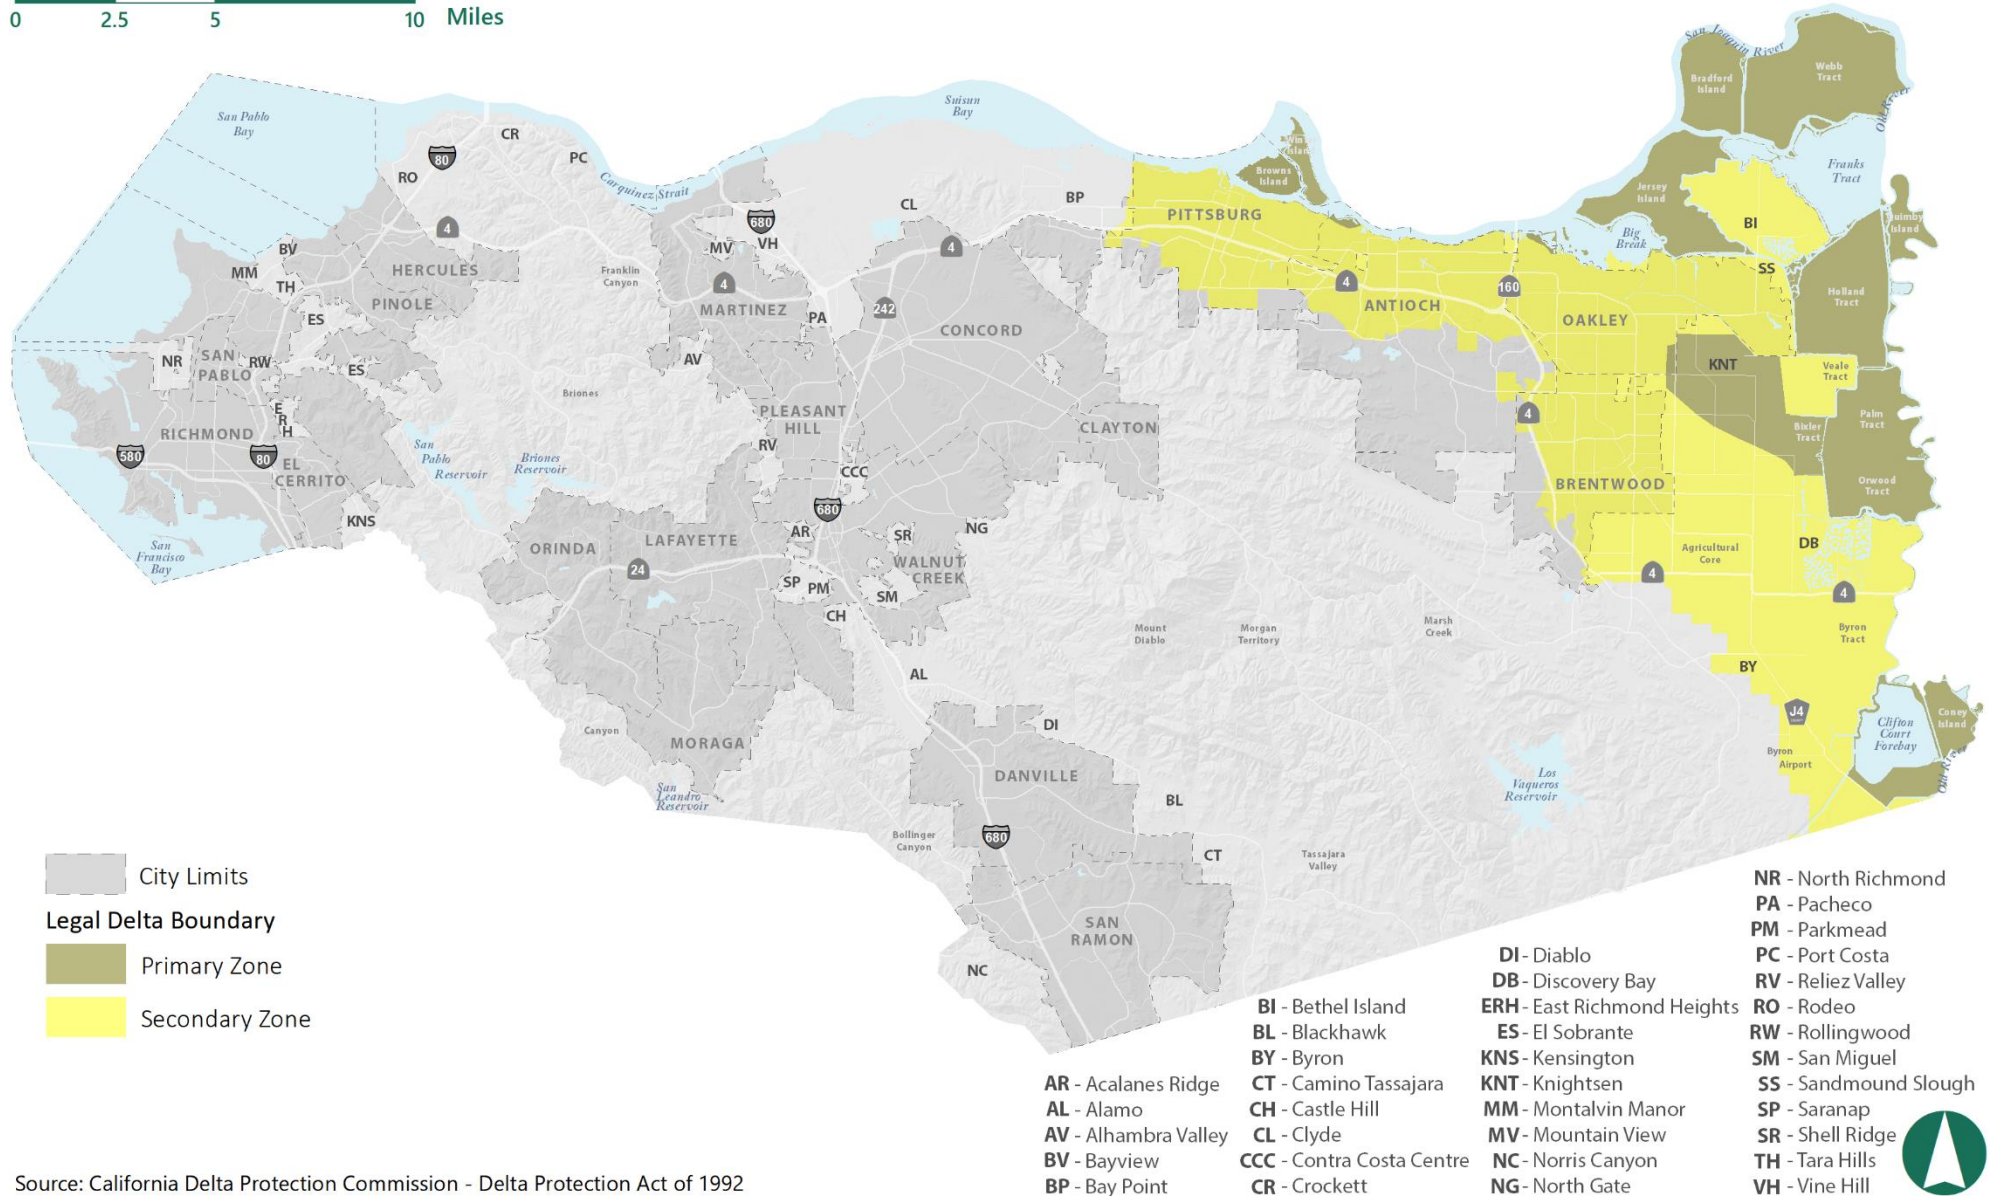 0 2.5 5 10 Miles
San Joaquin River
Webb
Tract
Bradford
Island
Old River
San Pablo
Bay
Suisun
Bay
CR
80
PC
RO
Carquinez Strait
Winter
Island
Browns
Island
Franks
Tract
Jersey
Island
BP
CL
PITTSBURG
BI
Quimby
Island
680
4
MV
VH
4
Big
Break
BV
MM
HERCULES
Franklin
Canyon
SS
TH
PINOLE
4
MARTINEZ
242
4
160
Holland
Tract
ES
PA
CONCORD
ANTIOCH
OAKLEY
NR
SAN
PABLO
RW
ES
AV
KNT
Veale
Tract
Briones
E
R
H
PLEASANT
HILL
CLAYTON
4
Palm
Tract
RICHMOND
RV
Bixler
Tract
580
80
EL
CERRITO
San
Pablo
Reservoir
Briones
Reservoir
CCC
BRENTWOOD
Orwood
Tract
KNS
680
AR
SR
NG
San
Francisco
Bay
ORINDA
LAFAYETTE
WALNUT
CREEK
Agricultural
Core
DB
24
SP
PM
SM
4
4
CH
Mount
Diablo
Morgan
Territory
Marsh
Creek
Byron
Tract
AL
BY
Canyon
MORAGA
DI
J4
Clifton
Court
Forebay
Coney
Island
Old River
DANVILLE
Byron
Airport
San
Leandro
Reservoir
BL
Los
Vaqueros
Reservoir
Bollinger
Canyon
680
CT
Tassajara
Valley
SAN
RAMON
NC
City Limits
Legal Delta Boundary
Primary Zone
Secondary Zone
AR - Acalanes Ridge
AL - Alamo
AV - Alhambra Valley
BV - Bayview
BP - Bay Point
BI - Bethel Island
BL - Blackhawk
BY - Byron
CT - Camino Tassajara
CH - Castle Hill
CL - Clyde
CCC - Contra Costa Centre
CR - Crockett
DI - Diablo
DB - Discovery Bay
ERH - East Richmond Heights
ES - El Sobrante
KNS - Kensington
KNT - Knightsen
MM - Montalvin Manor
MV - Mountain View
NC - Norris Canyon
NG - North Gate
NR - North Richmond
PA - Pacheco
PM - Parkmead
PC - Port Costa
RV - Reliez Valley
RO - Rodeo
RW - Rollingwood
SM - San Miguel
SS - Sandmound Slough
SP - Saranap
SR - Shell Ridge
TH - Tara Hills
VH - Vine Hill
Source: California Delta Protection Commission - Delta Protection Act of 1992